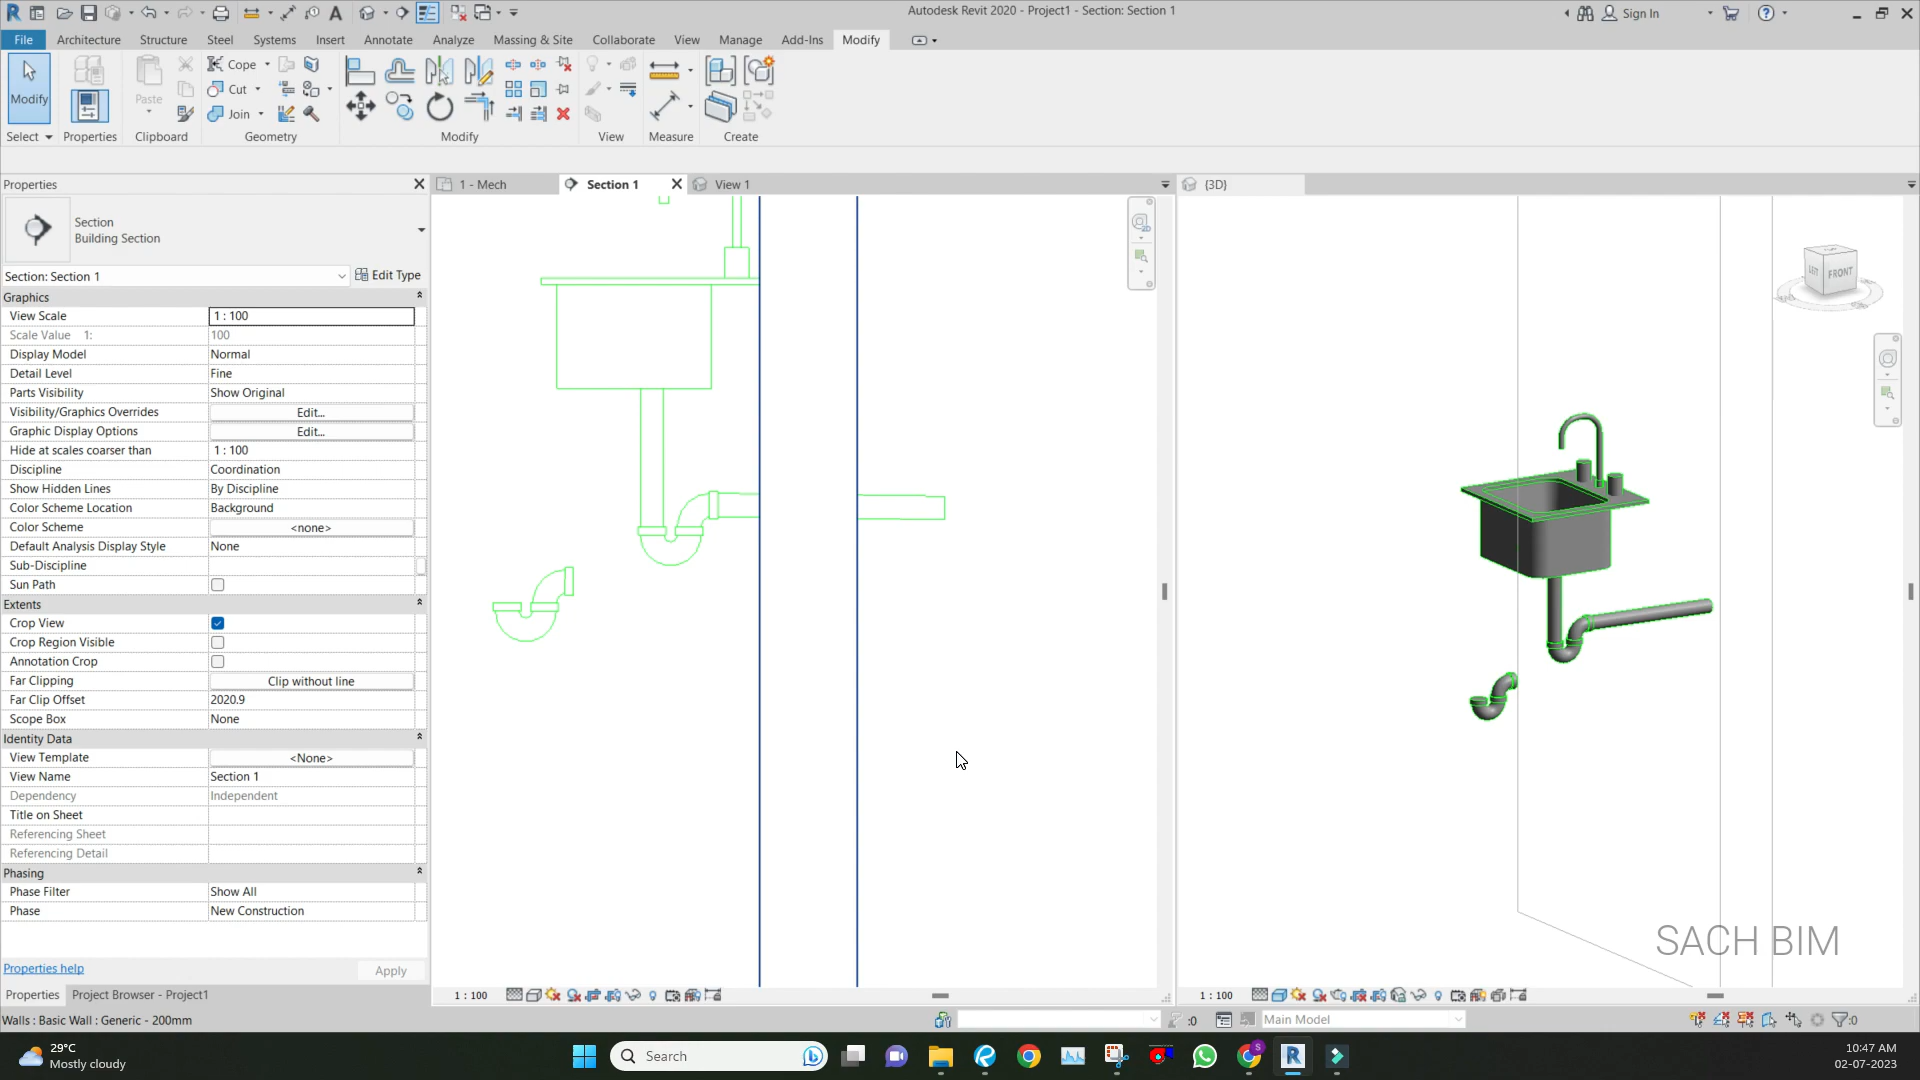 Autodesk Revit 2020 - Project1 - Section: Section 1
Sign In
File Architecture Structure Steel Systems Insert Annotate Analyze Massing & Site Collaborate View Manage Add-Ins Modify
Cope
Cut
Join
Modify
Paste
Select Properties Clipboard Geometry Modify View Measure Create
Properties
1 - Mech
Section 1
View 1
{3D}
Section
Building Section
Section: Section 1
Edit Type
Graphics
View Scale 1 : 100
Scale Value 1: 100
Display Model Normal
Detail Level Fine
Parts Visibility Show Original
Visibility/Graphics Overrides Edit...
Graphic Display Options Edit...
Hide at scales coarser than 1 : 100
Discipline Coordination
Show Hidden Lines By Discipline
Color Scheme Location Background
Color Scheme <none>
Default Analysis Display Style None
Sub-Discipline
Sun Path
Extents
Crop View
Crop Region Visible
Annotation Crop
Far Clipping Clip without line
Far Clip Offset 2020.9
Scope Box None
Identity Data
View Template <None>
View Name Section 1
Dependency Independent
Title on Sheet
Referencing Sheet
Referencing Detail
Phasing
Phase Filter Show All
Phase New Construction
Properties help
Apply
Properties
Project Browser - Project1
LEFT
FRONT
SACH BIM
1 : 100
1 : 100
Walls : Basic Wall : Generic - 200mm
:0
Main Model
:0
29°C
Mostly cloudy
Search
10:47 AM
02-07-2023